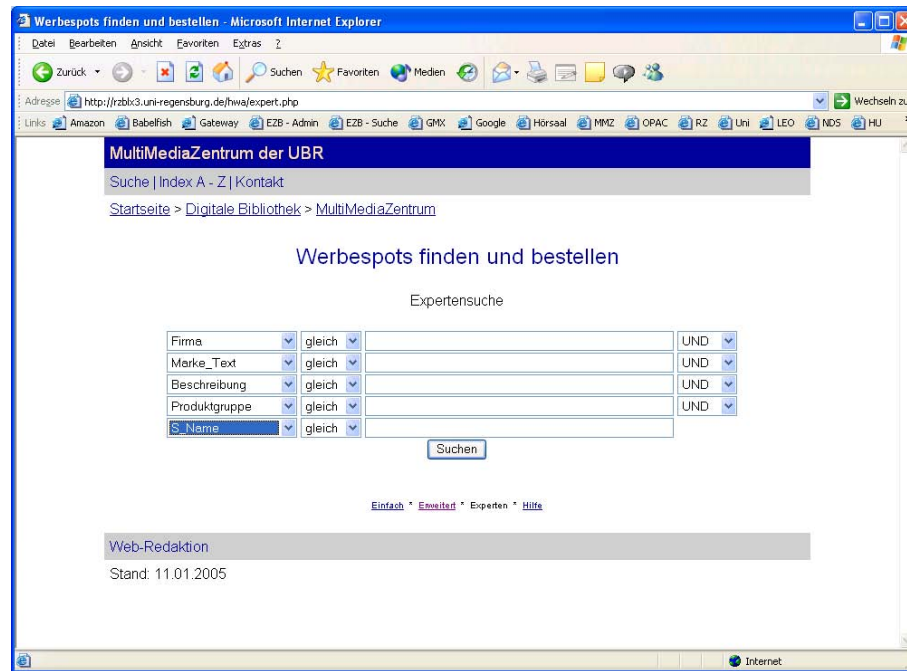 Werbespots finden und bestellen - Microsoft Internet Explorer
Datei Bearbeiten Ansicht Favoriten Extras ?
Zurück Suchen Favoriten Medien
Adresse http://rzblx3.uni-regensburg.de/hwa/expert.php Wechseln zu
Links Amazon Babelfish Gateway EZB - Admin EZB - Suche GMX Google Hörsaal MMZ OPAC RZ Uni LEO NDS HU
MultiMediaZentrum der UBR
Suche | Index A - Z | Kontakt
Startseite > Digitale Bibliothek > MultiMediaZentrum
Werbespots finden und bestellen
Expertensuche
Firma gleich UND
Marke_Text gleich UND
Beschreibung gleich UND
Produktgruppe gleich UND
S_Name gleich
Suchen
Einfach * Erweitert * Experten * Hilfe
Web-Redaktion
Stand: 11.01.2005
Internet